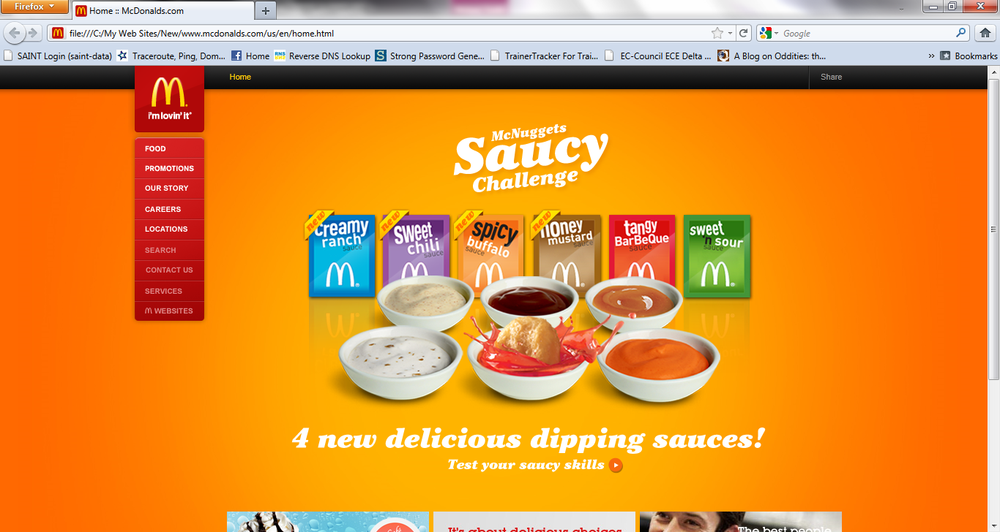 Firefox
Home :: McDonalds.com
file:///C:/My Web Sites/New/www.mcdonalds.com/us/en/home.html
Google
SAINT Login (saint-data)
Traceroute, Ping, Dom...
Home
Reverse DNS Lookup
Strong Password Gene...
TrainerTracker For Trai...
EC-Council ECE Delta ...
A Blog on Oddities: th...
»
Bookmarks
Home
Share
i'm lovin' it®
FOOD
PROMOTIONS
OUR STORY
CAREERS
LOCATIONS
SEARCH
CONTACT US
SERVICES
WEBSITES
McNuggets
Saucy
Challenge
new
creamy
ranch
sauce
new
sweet
chili
sauce
new
spicy
buffalo
sauce
new
honey
mustard
sauce
tangy
BarBeQue
sauce
sweet
'n sour
sauce
4 new delicious dipping sauces!
Test your saucy skills
It's about delicious choices
The best people